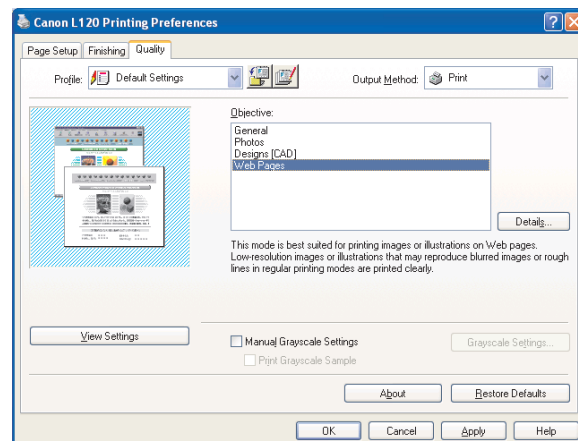 Canon L120 Printing Preferences
Page Setup Finishing Quality
Profile: Default Settings Output Method: Print
Objective:
General
Photos
Designs [CAD]
Web Pages
Details...
This mode is best suited for printing images or illustrations on Web pages.
Low-resolution images or illustrations that may reproduce blurred images or rough
lines in regular printing modes are printed clearly.
View Settings
Manual Grayscale Settings Grayscale Settings...
Print Grayscale Sample
About Restore Defaults
OK Cancel Apply Help